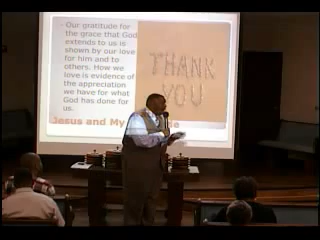 Our gratitude for
the grace that God
extends to us is
shown by our love
for him and to
others. How we
love is evidence of
the appreciation
we have for what
God has done for
us.
THANK
YOU
Jesus and My